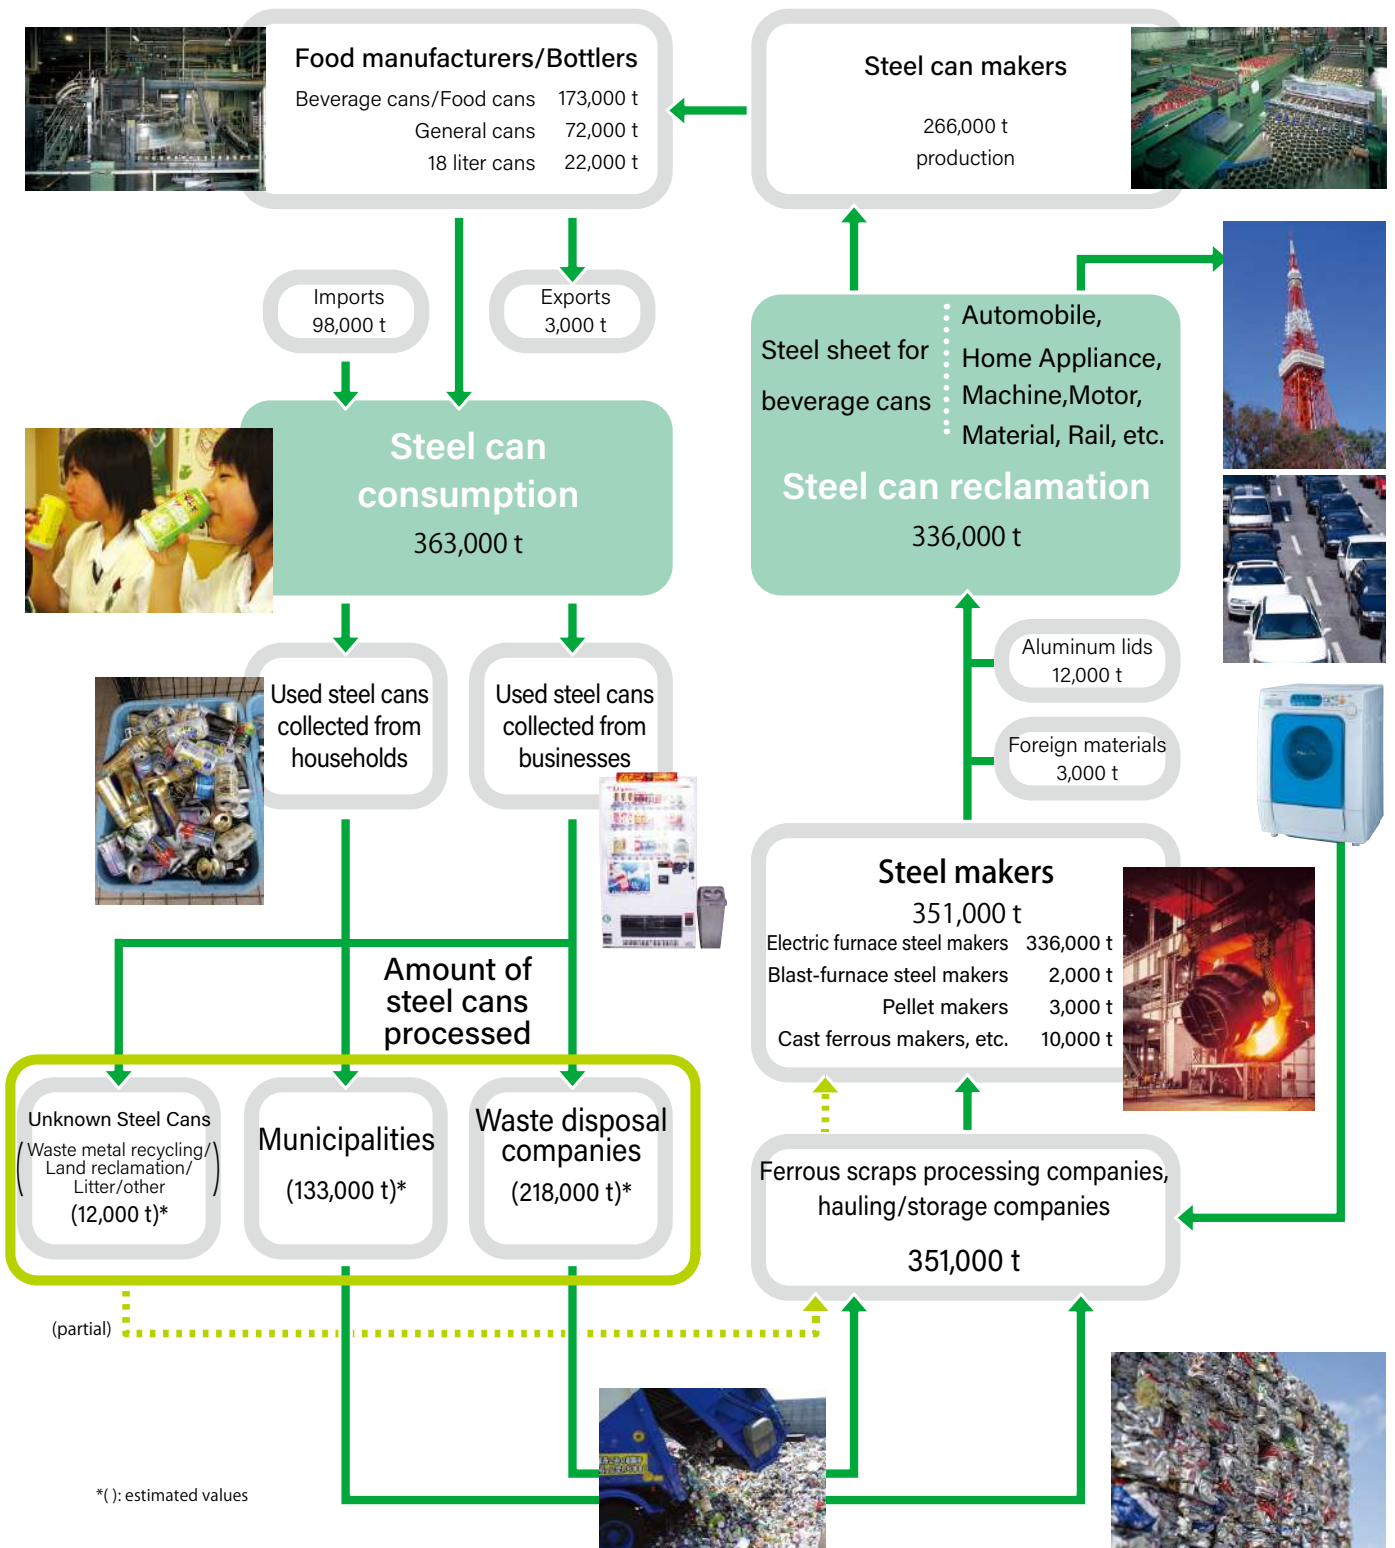 Food manufacturers/Bottlers
Beverage cans/Food cans 173,000 t
General cans 72,000 t
18 liter cans 22,000 t
Steel can makers
266,000 t
production
Imports
98,000 t
Exports
3,000 t
Steel can
consumption
363,000 t
Steel sheet for
beverage cans
Automobile,
Home Appliance,
Machine,Motor,
Material, Rail, etc.
Steel can reclamation
336,000 t
Used steel cans
collected from
households
Used steel cans
collected from
businesses
Aluminum lids
12,000 t
Foreign materials
3,000 t
Steel makers
351,000 t
Electric furnace steel makers 336,000 t
Blast-furnace steel makers 2,000 t
Pellet makers 3,000 t
Cast ferrous makers, etc. 10,000 t
Amount of
steel cans
processed
Unknown Steel Cans
(Waste metal recycling/
Land reclamation/
Litter/other)
(12,000 t)*
Municipalities
(133,000 t)*
Waste disposal
companies
(218,000 t)*
Ferrous scraps processing companies,
hauling/storage companies
351,000 t
(partial)
*( ): estimated values